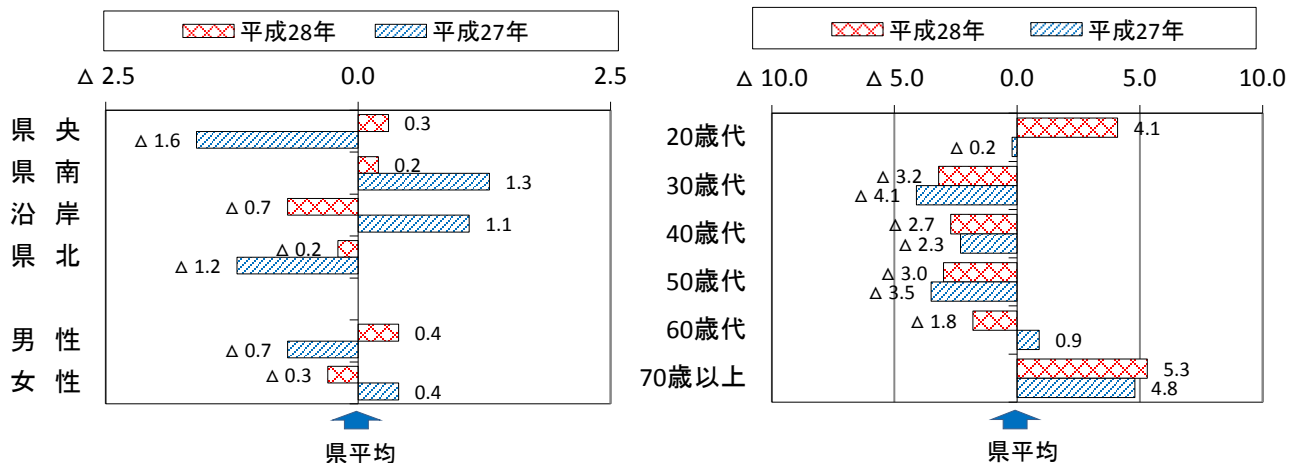 平成28年 平成27年
△ 2.5 0.0 2.5
県 央 0.3
△ 1.6
県 南 0.2
1.3
沿 岸 △ 0.7
1.1
県 北 △ 0.2
△ 1.2
男 性 0.4
△ 0.7
女 性 △ 0.3
0.4
県平均
平成28年 平成27年
△ 10.0 △ 5.0 0.0 5.0 10.0
20歳代 4.1
△ 0.2
30歳代 △ 3.2
△ 4.1
40歳代 △ 2.7
△ 2.3
50歳代 △ 3.0
△ 3.5
60歳代 △ 1.8
0.9
70歳以上 5.3
4.8
県平均